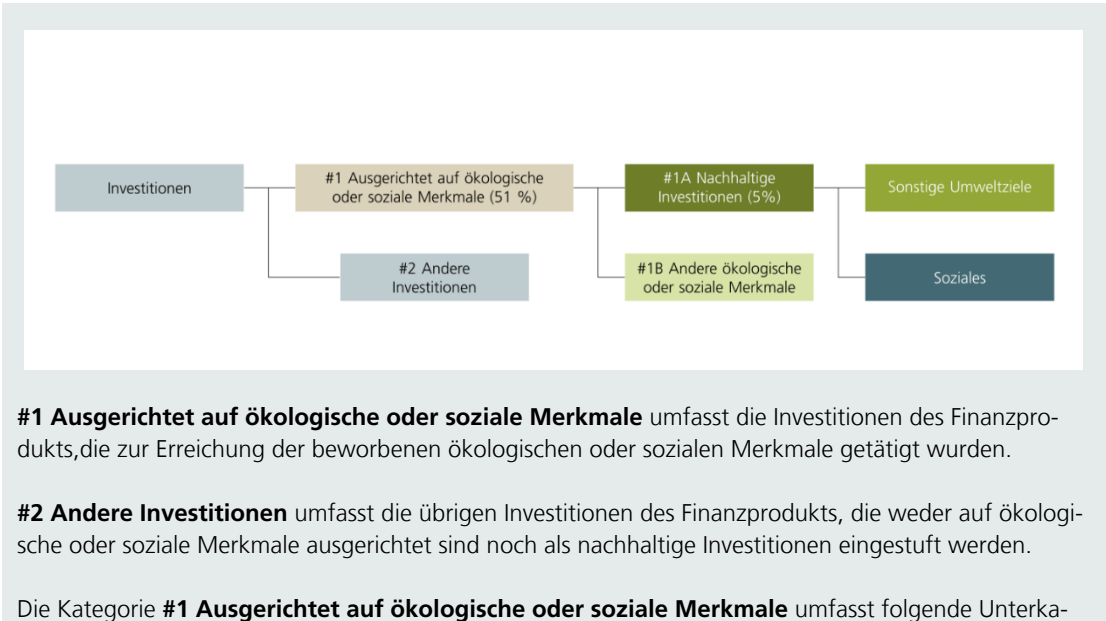 Investitionen
#1 Ausgerichtet auf ökologische
oder soziale Merkmale (51 %)
#1A Nachhaltige
Investitionen (5%)
Sonstige Umweltziele
#2 Andere
Investitionen
#1B Andere ökologische
oder soziale Merkmale
Soziales
#1 Ausgerichtet auf ökologische oder soziale Merkmale umfasst die Investitionen des Finanzpro-
dukts,die zur Erreichung der beworbenen ökologischen oder sozialen Merkmale getätigt wurden.
#2 Andere Investitionen umfasst die übrigen Investitionen des Finanzprodukts, die weder auf ökologi-
sche oder soziale Merkmale ausgerichtet sind noch als nachhaltige Investitionen eingestuft werden.
Die Kategorie #1 Ausgerichtet auf ökologische oder soziale Merkmale umfasst folgende Unterka-